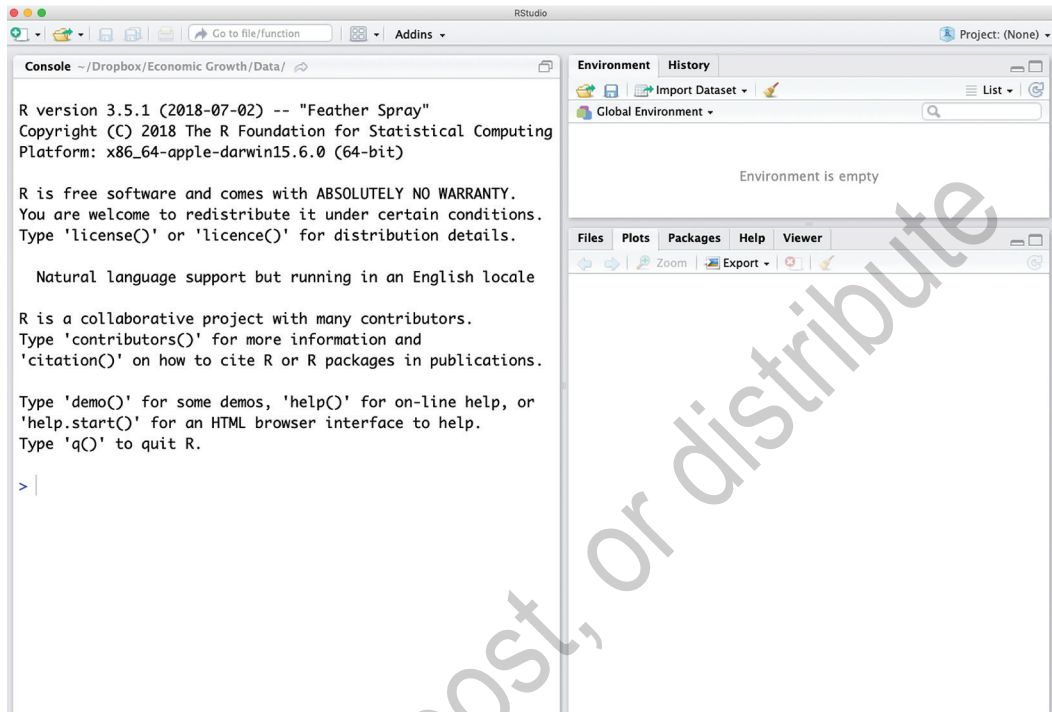 RStudio
Go to file/function
Addins
Project: (None)
Console ~/Dropbox/Economic Growth/Data/
R version 3.5.1 (2018-07-02) -- "Feather Spray"
Copyright (C) 2018 The R Foundation for Statistical Computing
Platform: x86_64-apple-darwin15.6.0 (64-bit)
R is free software and comes with ABSOLUTELY NO WARRANTY.
You are welcome to redistribute it under certain conditions.
Type 'license()' or 'licence()' for distribution details.
Natural language support but running in an English locale
R is a collaborative project with many contributors.
Type 'contributors()' for more information and
'citation()' on how to cite R or R packages in publications.
Type 'demo()' for some demos, 'help()' for on-line help, or
'help.start()' for an HTML browser interface to help.
Type 'q()' to quit R.
>
Environment History
Import Dataset
List
Global Environment
Environment is empty
Files Plots Packages Help Viewer
Zoom Export
post, or distribute